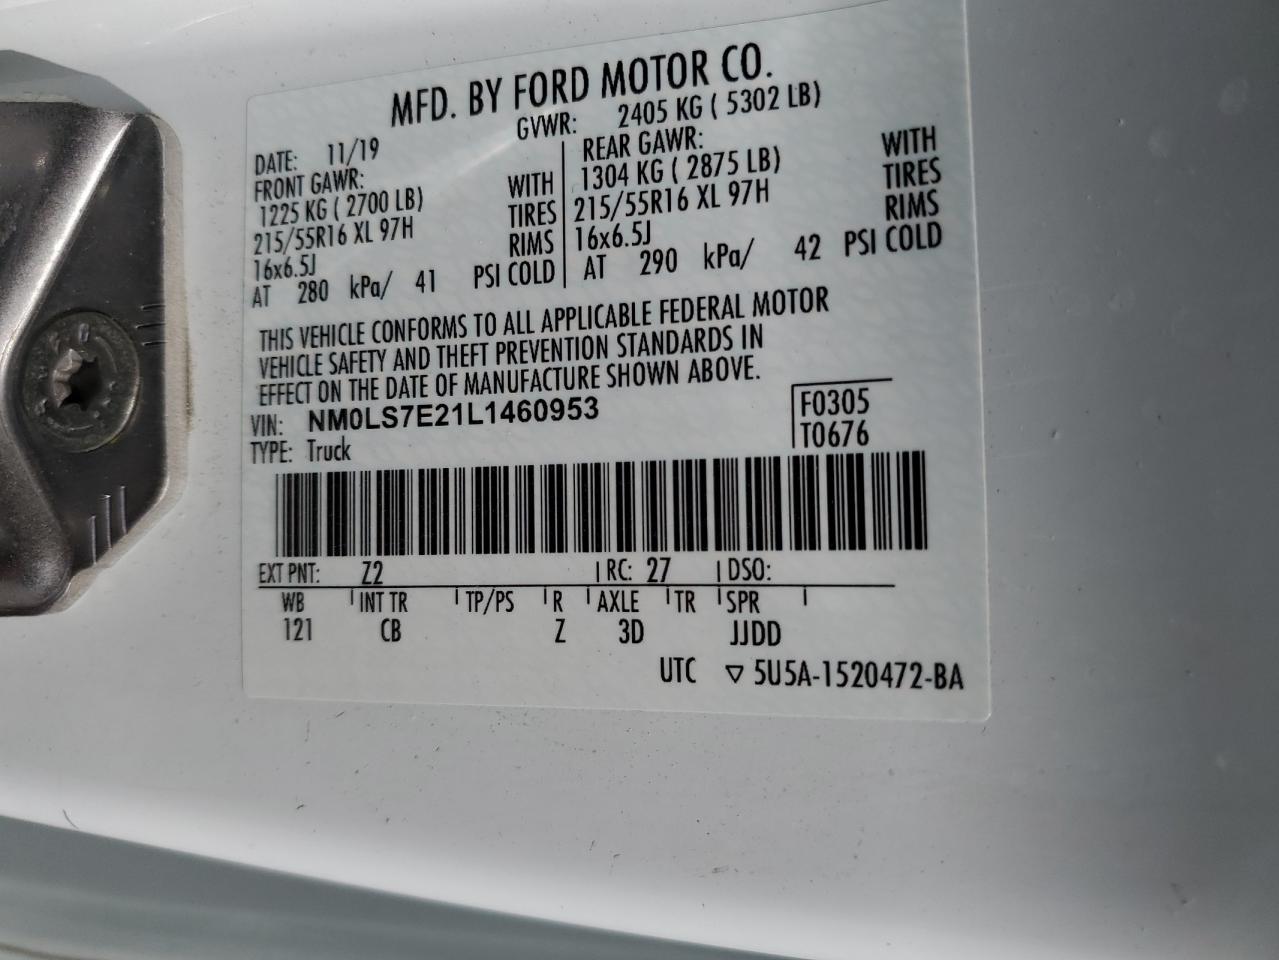 MFD. BY FORD MOTOR CO.
DATE: 11/19 GVWR: 2405 KG ( 5302 LB)
FRONT GAWR: REAR GAWR:
1225 KG ( 2700 LB) WITH 1304 KG ( 2875 LB) WITH
215/55R16 XL 97H TIRES 215/55R16 XL 97H TIRES
16x6.5J RIMS 16x6.5J RIMS
AT 280 kPa/ 41 PSI COLD AT 290 kPa/ 42 PSI COLD
THIS VEHICLE CONFORMS TO ALL APPLICABLE FEDERAL MOTOR
VEHICLE SAFETY AND THEFT PREVENTION STANDARDS IN
EFFECT ON THE DATE OF MANUFACTURE SHOWN ABOVE.
VIN: NM0LS7E21L1460953 F0305
TYPE: Truck T0676
EXT PNT: Z2 RC: 27 DSO:
WB INT TR TP/PS R AXLE TR SPR
121 CB Z 3D JJDD
UTC ▽ 5U5A-1520472-BA